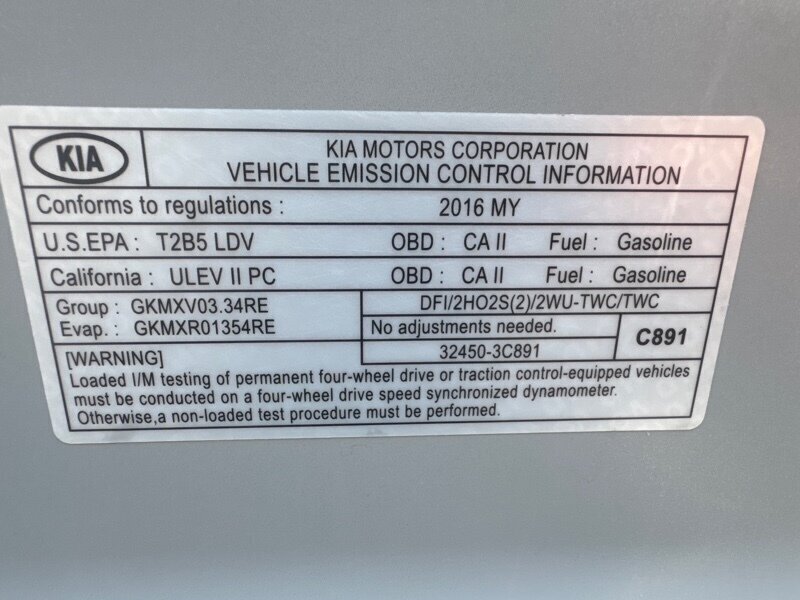 KIA
KIA MOTORS CORPORATION
VEHICLE EMISSION CONTROL INFORMATION
Conforms to regulations : 2016 MY
U.S.EPA : T2B5 LDV OBD : CA II Fuel : Gasoline
California : ULEV II PC OBD : CA II Fuel : Gasoline
Group : GKMXV03.34RE
Evap. : GKMXR01354RE
DFI/2HO2S(2)/2WU-TWC/TWC
No adjustments needed.
32450-3C891
C891
[WARNING]
Loaded I/M testing of permanent four-wheel drive or traction control-equipped vehicles
must be conducted on a four-wheel drive speed synchronized dynamometer.
Otherwise,a non-loaded test procedure must be performed.